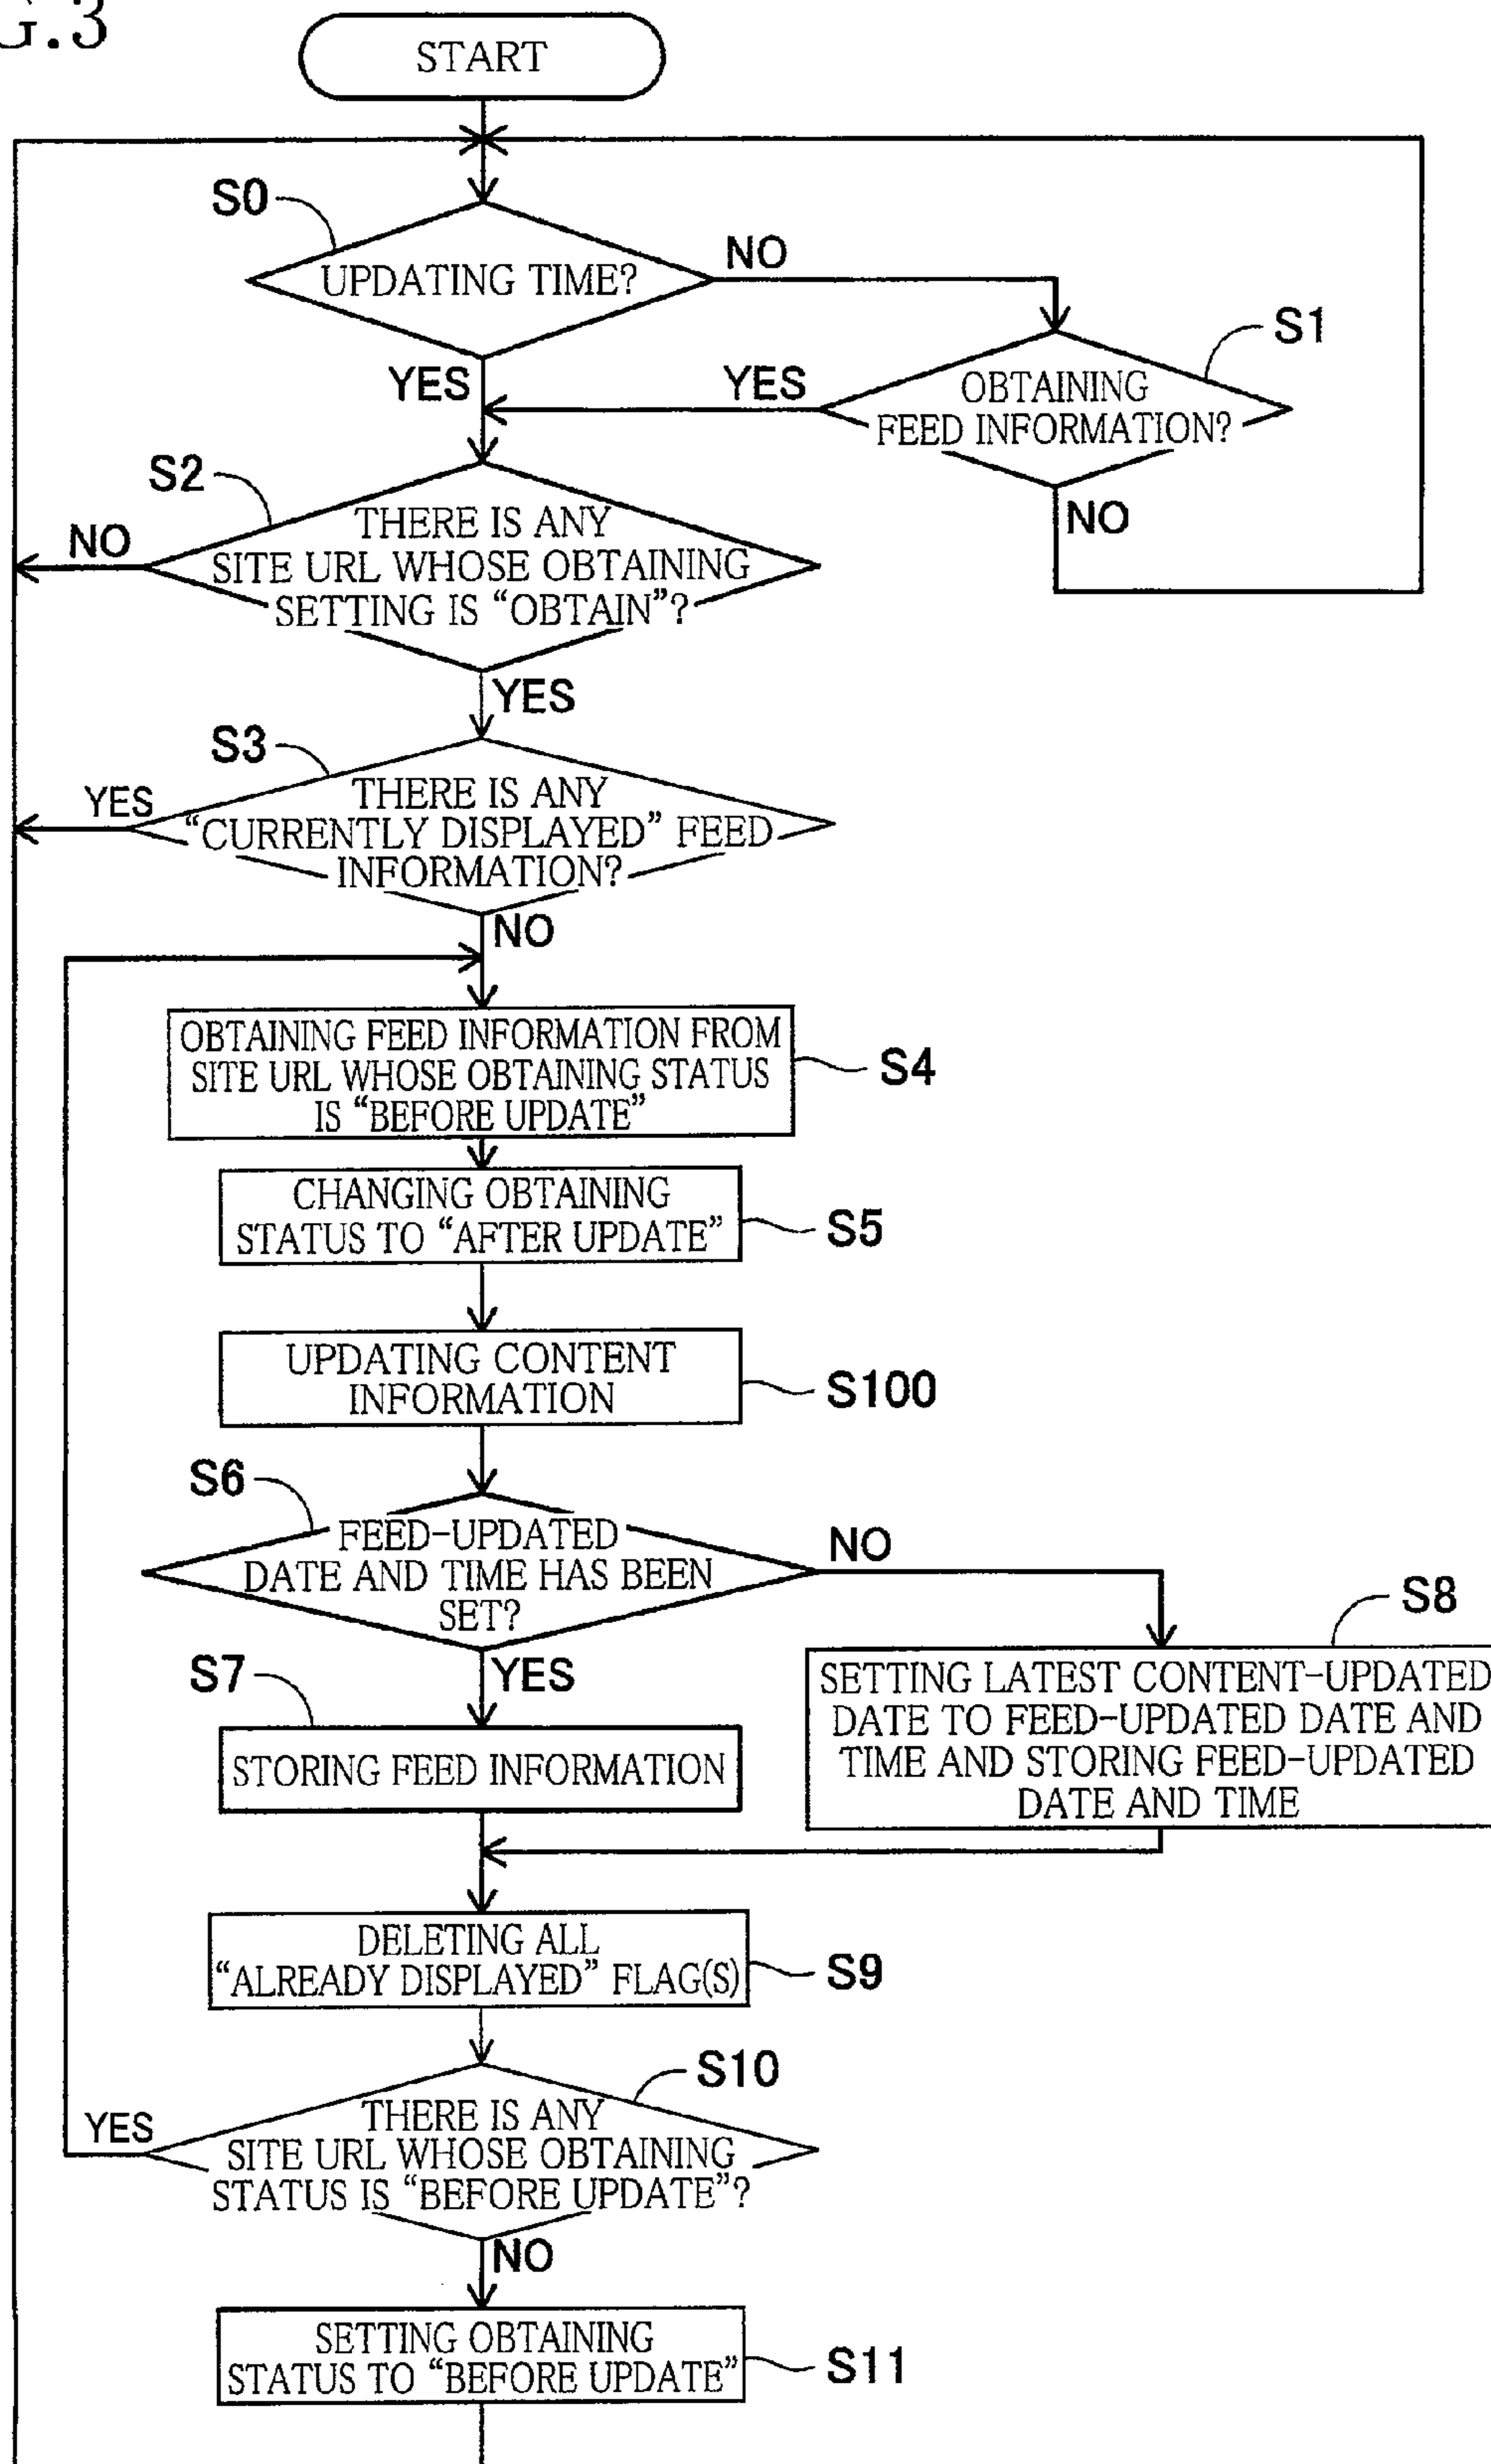 G.3
START
S0
UPDATING TIME?
NO
S1
YES
YES
OBTAINING
FEED INFORMATION?
NO
S2
NO
THERE IS ANY
SITE URL WHOSE OBTAINING
SETTING IS “OBTAIN”?
YES
S3
YES
THERE IS ANY
“CURRENTLY DISPLAYED” FEED
INFORMATION?
NO
OBTAINING FEED INFORMATION FROM
SITE URL WHOSE OBTAINING STATUS
IS “BEFORE UPDATE”
S4
CHANGING OBTAINING
STATUS TO “AFTER UPDATE”
S5
UPDATING CONTENT
INFORMATION
S100
S6
FEED-UPDATED
DATE AND TIME HAS BEEN
SET?
NO
YES
S8
SETTING LATEST CONTENT-UPDATED
DATE TO FEED-UPDATED DATE AND
TIME AND STORING FEED-UPDATED
DATE AND TIME
S7
STORING FEED INFORMATION
DELETING ALL
“ALREADY DISPLAYED” FLAG(S)
S9
S10
YES
THERE IS ANY
SITE URL WHOSE OBTAINING
STATUS IS “BEFORE UPDATE”?
NO
SETTING OBTAINING
STATUS TO “BEFORE UPDATE”
S11